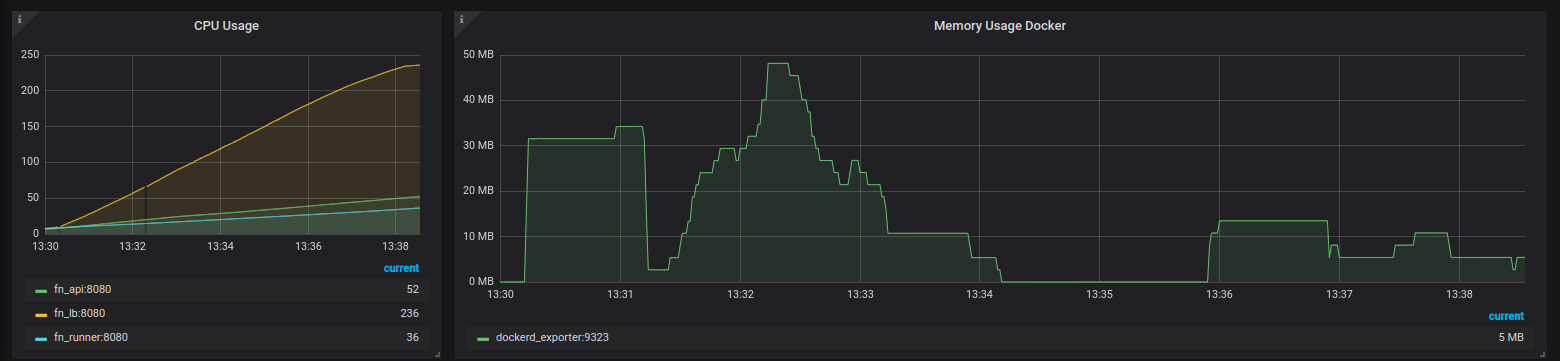 CPU Usage
250
200
150
100
50
0
13:30 13:32 13:34 13:36 13:38
current
fn_api:8080 52
fn_lb:8080 236
fn_runner:8080 36
Memory Usage Docker
50 MB
40 MB
30 MB
20 MB
10 MB
0 MB
13:30 13:31 13:32 13:33 13:34 13:35 13:36 13:37 13:38
current
dockerd_exporter:9323 5 MB